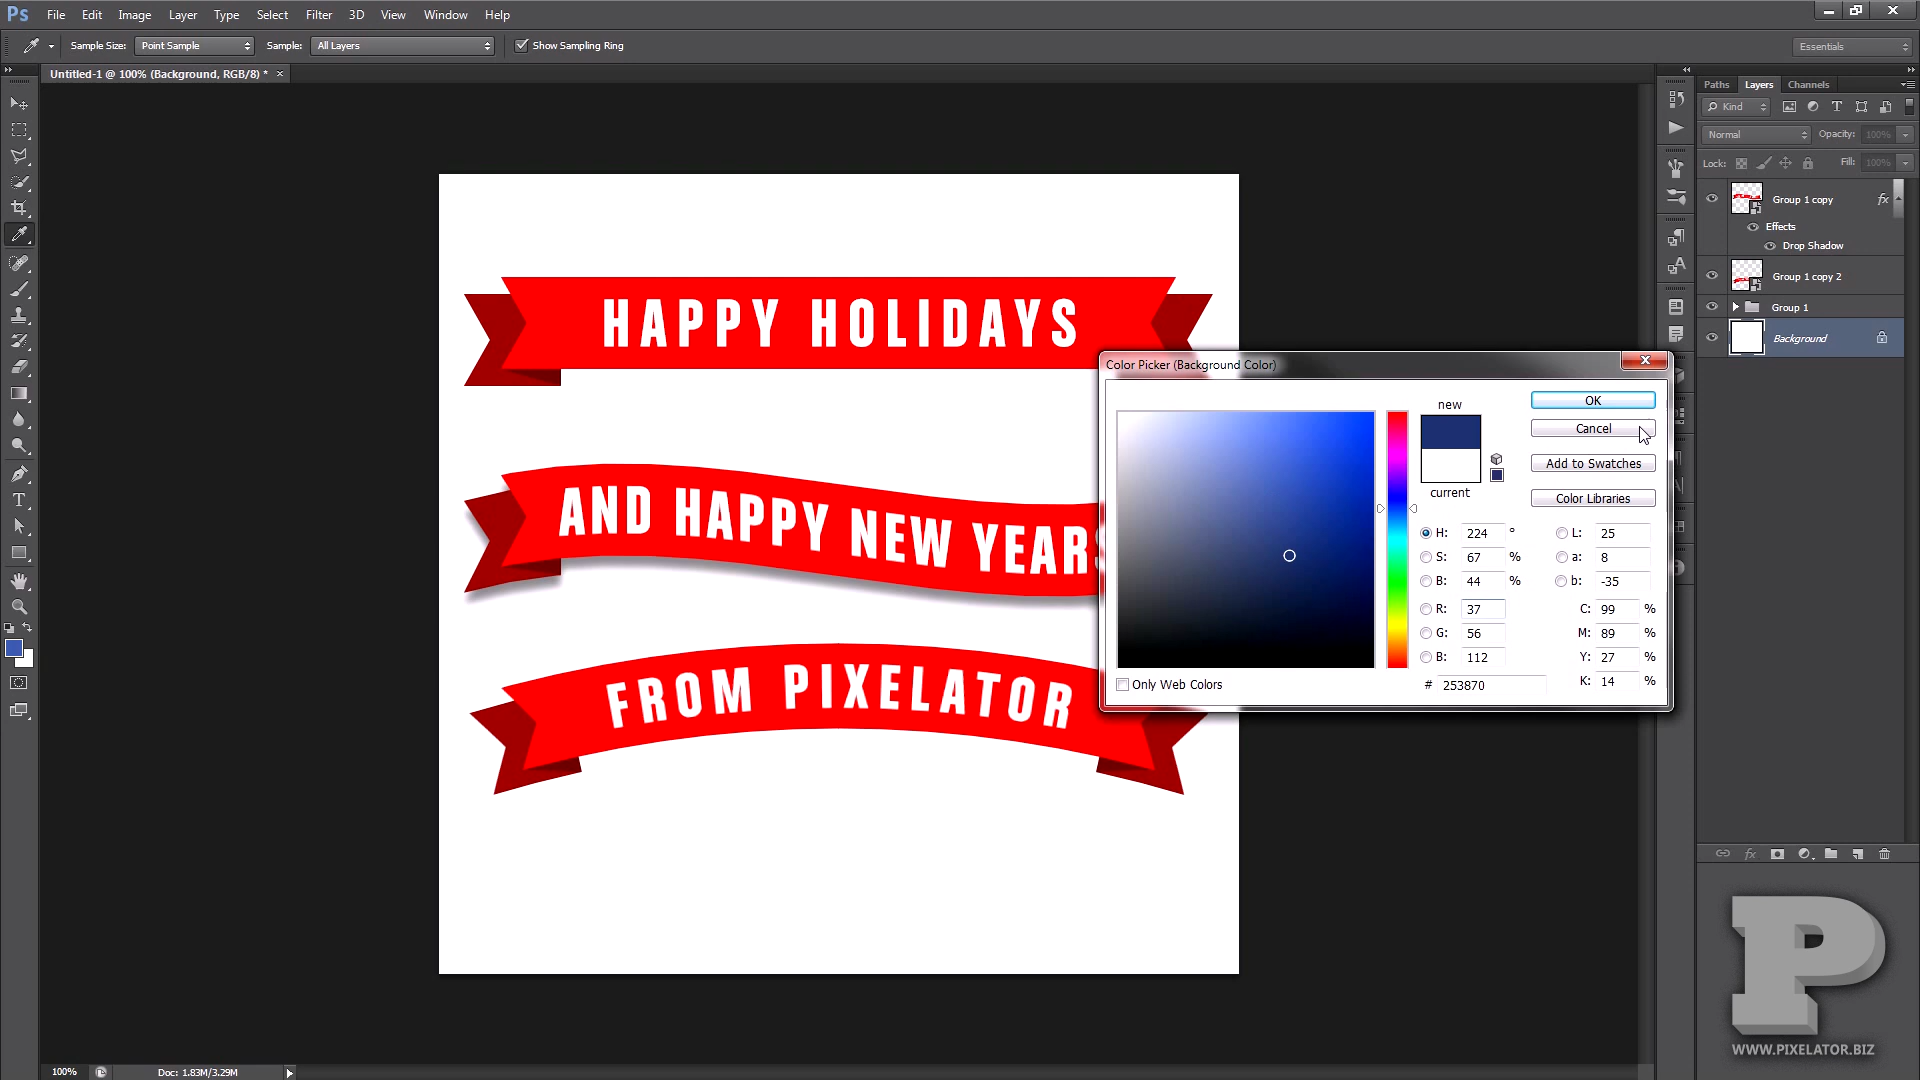 Ps File Edit Image Layer Type Select Filter 3D View Window Help
Sample Size: Point Sample Sample: All Layers Show Sampling Ring Essentials
Untitled-1 @ 100% (Background, RGB/8) * ×
Paths Layers Channels
Kind
Normal Opacity: 100%
Lock: Fill: 100%
Group 1 copy fx
Effects
Drop Shadow
Group 1 copy 2
Group 1
Background
HAPPY HOLIDAYS
AND HAPPY NEW YEARS
FROM PIXELATOR
Color Picker (Background Color)
new
current
OK
Cancel
Add to Swatches
Color Libraries
H: 224 °
S: 67 %
B: 44 %
R: 37
G: 56
B: 112
L: 25
a: 8
b: -35
C: 99 %
M: 89 %
Y: 27 %
K: 14 %
# 253870
Only Web Colors
P
WWW.PIXELATOR.BIZ
100% Doc: 1.83M/3.29M